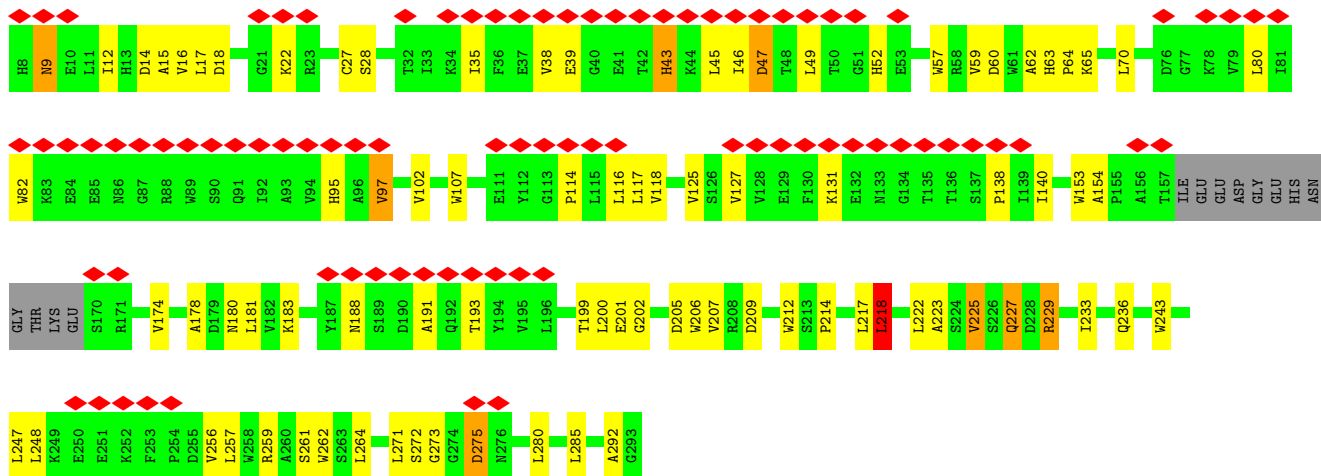 H8 N9 E10 L11 I12 H13 D14 A15 V16 L17 D18 G21 K22 R23 C27 S28 T32 I33 K34 I35 F36 E37 V38 E39 G40 E41 T42 H43 K44 L45 I46 D47 T48 L49 T50 G51 H52 E53 W57 R58 V59 D60 W61 A62 H63 P64 K65 L70 D76 G77 K78 V79 L80 I81
W82 K83 E84 E85 N86 G87 R88 W89 S90 Q91 I92 A93 V94 H95 A96 V97 V102 W107 E111 Y112 G113 P114 L115 L116 L117 V118 V125 S126 V127 V128 E129 F130 K131 E132 N133 G134 T135 T136 S137 P138 I139 I140 W153 A154 P155 A156 T157 ILE GLU GLU ASP GLY GLU HIS ASN
GLY THR LYS GLU S170 R171 V174 A178 D179 N180 L181 V182 K183 Y187 N188 S189 D190 A191 Q192 T193 Y194 V195 L196 T199 L200 E201 G202 D205 W206 V207 R208 D209 W212 S213 P214 L217 L218 L222 A223 S224 V225 S226 Q227 D228 R229 I233 Q236 W243
L247 L248 K249 E250 E251 K252 F253 P254 D255 V256 L257 W258 R259 A260 S261 W262 S263 L264 L271 S272 G273 G274 D275 N276 L280 L285 A292 G293